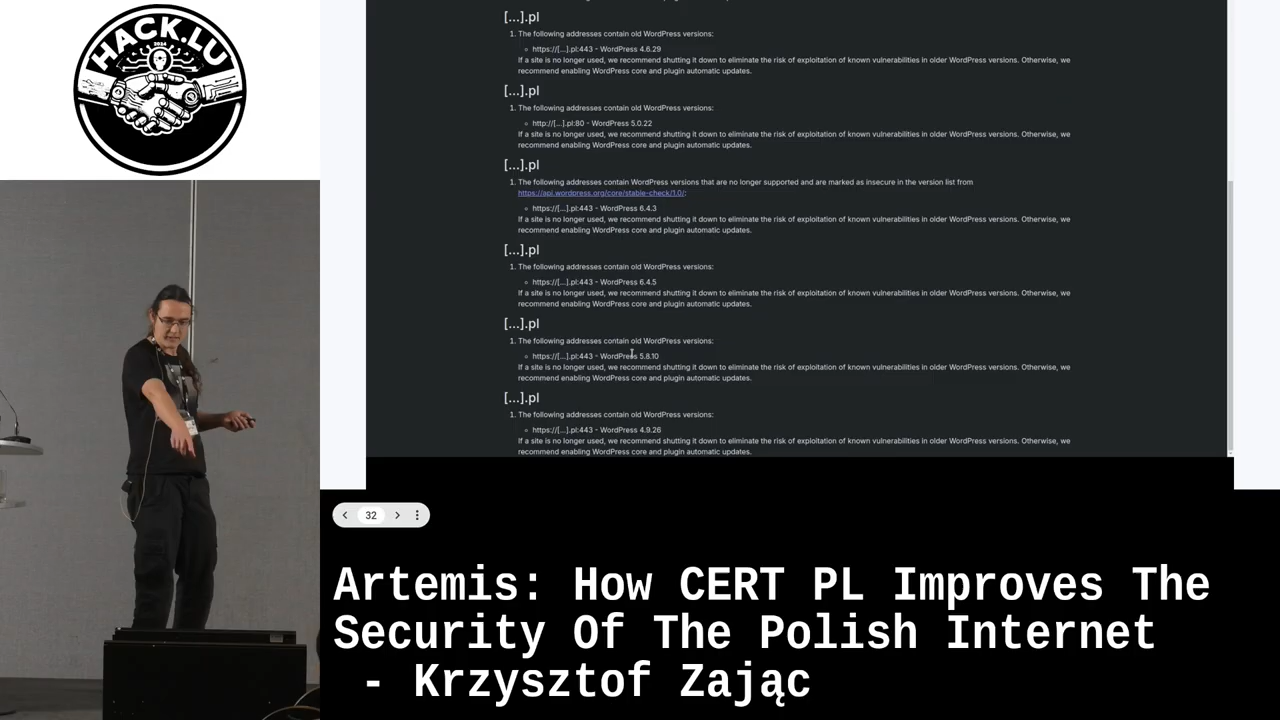 HACK.LU
2024
[...].pl
1. The following addresses contain old WordPress versions:
https://[...].pl:443 - WordPress 4.6.29
If a site is no longer used, we recommend shutting it down to eliminate the risk of exploitation of known vulnerabilities in older WordPress versions. Otherwise, we
recommend enabling WordPress core and plugin automatic updates.
[...].pl
1. The following addresses contain old WordPress versions:
http://[...].pl:80 - WordPress 5.0.22
If a site is no longer used, we recommend shutting it down to eliminate the risk of exploitation of known vulnerabilities in older WordPress versions. Otherwise, we
recommend enabling WordPress core and plugin automatic updates.
[...].pl
1. The following addresses contain WordPress versions that are no longer supported and are marked as insecure in the version list from
https://api.wordpress.org/core/stable-check/1.0/:
https://[...].pl:443 - WordPress 6.4.3
If a site is no longer used, we recommend shutting it down to eliminate the risk of exploitation of known vulnerabilities in older WordPress versions. Otherwise, we
recommend enabling WordPress core and plugin automatic updates.
[...].pl
1. The following addresses contain old WordPress versions:
https://[...].pl:443 - WordPress 6.4.5
If a site is no longer used, we recommend shutting it down to eliminate the risk of exploitation of known vulnerabilities in older WordPress versions. Otherwise, we
recommend enabling WordPress core and plugin automatic updates.
[...].pl
1. The following addresses contain old WordPress versions:
https://[...].pl:443 - WordPress 5.8.10
If a site is no longer used, we recommend shutting it down to eliminate the risk of exploitation of known vulnerabilities in older WordPress versions. Otherwise, we
recommend enabling WordPress core and plugin automatic updates.
[...].pl
1. The following addresses contain old WordPress versions:
https://[...].pl:443 - WordPress 4.9.26
If a site is no longer used, we recommend shutting it down to eliminate the risk of exploitation of known vulnerabilities in older WordPress versions. Otherwise, we
recommend enabling WordPress core and plugin automatic updates.
32
Artemis: How CERT PL Improves The
Security Of The Polish Internet
- Krzysztof Zając